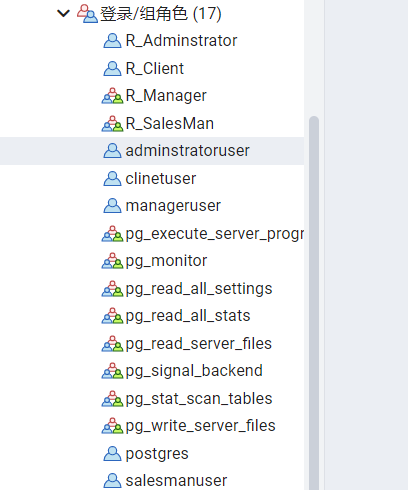 登录/组角色 (17)
R_Adminstrator
R_Client
R_Manager
R_SalesMan
adminstratoruser
clinetuser
manageruser
pg_execute_server_progr
pg_monitor
pg_read_all_settings
pg_read_all_stats
pg_read_server_files
pg_signal_backend
pg_stat_scan_tables
pg_write_server_files
postgres
salesmanuser